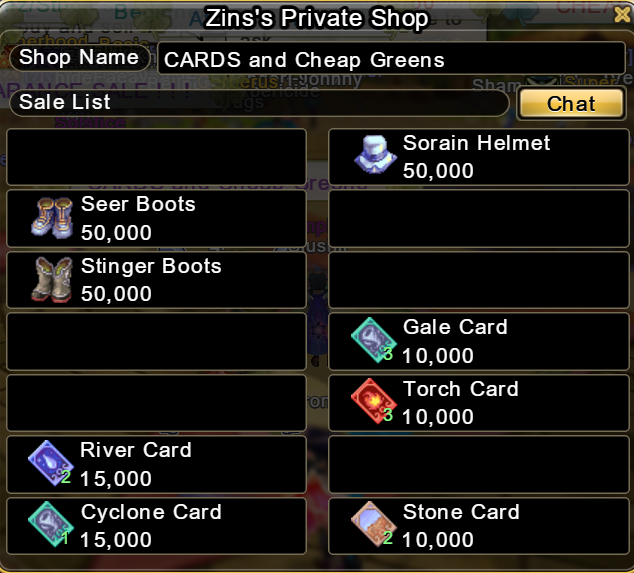 Zins's Private Shop
Shop Name CARDS and Cheap Greens
Sale List Chat
Sorain Helmet
50,000
Seer Boots
50,000
Stinger Boots
50,000
Gale Card
3 10,000
Torch Card
3 10,000
River Card
2 15,000
Cyclone Card
1 15,000
Stone Card
2 10,000